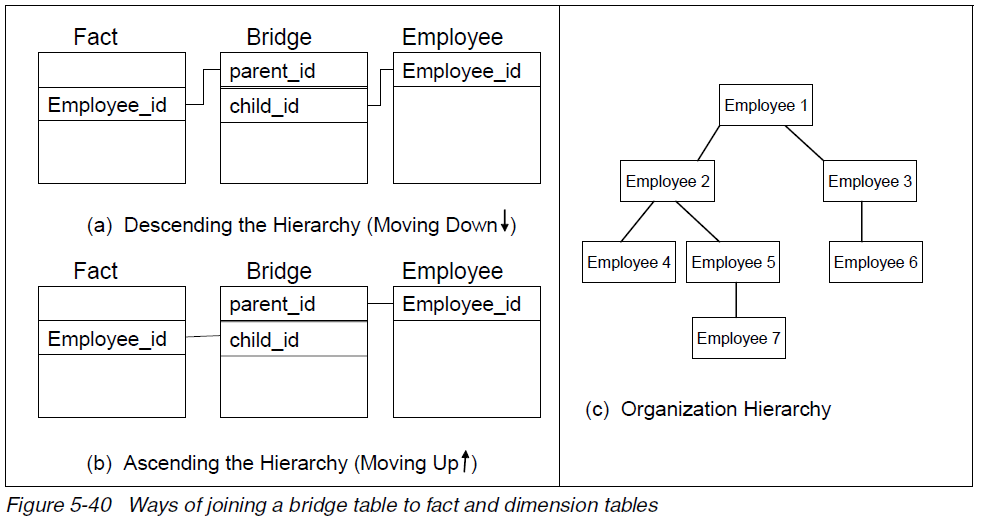 Fact Bridge Employee
parent_id Employee_id
Employee_id child_id
(a) Descending the Hierarchy (Moving Down↓)
Fact Bridge Employee
parent_id Employee_id
Employee_id child_id
(b) Ascending the Hierarchy (Moving Up↑)
Employee 1
Employee 2 Employee 3
Employee 4 Employee 5 Employee 6
Employee 7
(c) Organization Hierarchy
Figure 5-40 Ways of joining a bridge table to fact and dimension tables